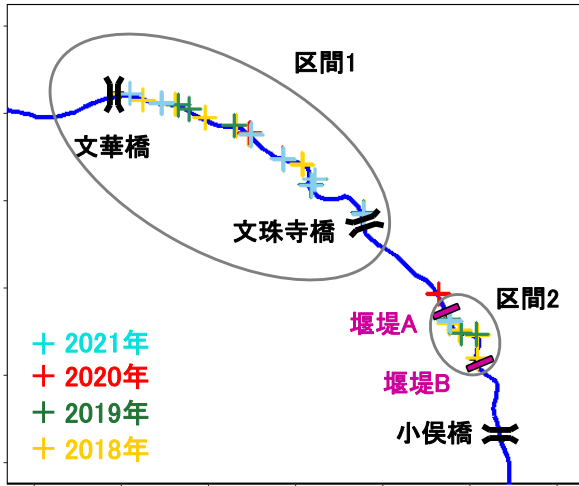 区間1
文華橋
文珠寺橋
区間2
堰堤A
堰堤B
小俣橋
2021年
2020年
2019年
2018年